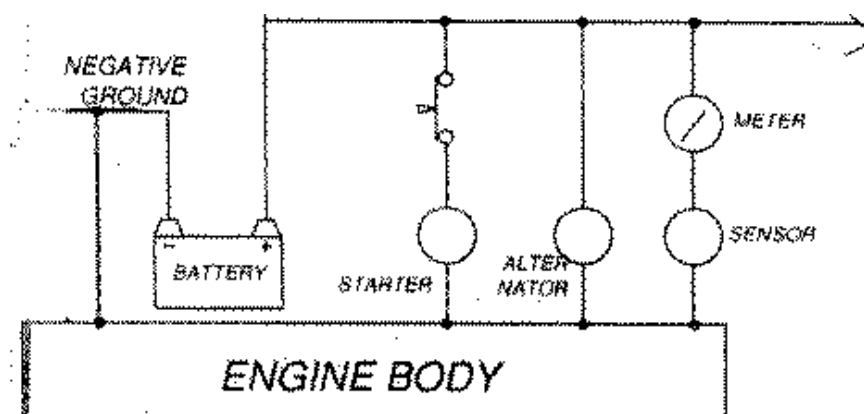 NEGATIVE
GROUND
METER
- +
BATTERY
STARTER
ALTER
NATOR
SENSOR
ENGINE BODY